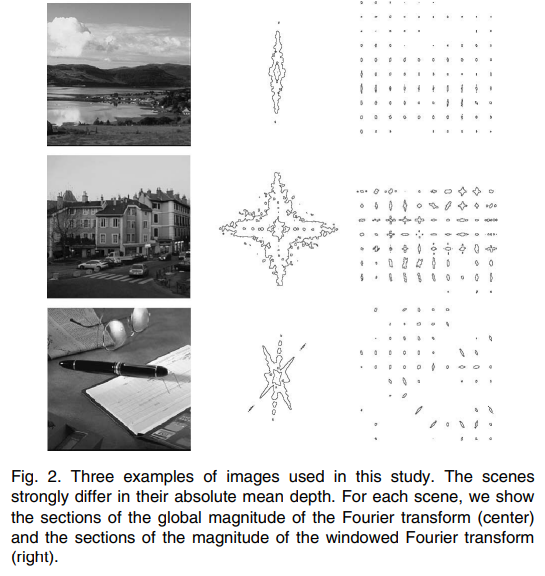 Fig. 2. Three examples of images used in this study. The scenes
strongly differ in their absolute mean depth. For each scene, we show
the sections of the global magnitude of the Fourier transform (center)
and the sections of the magnitude of the windowed Fourier transform
(right).